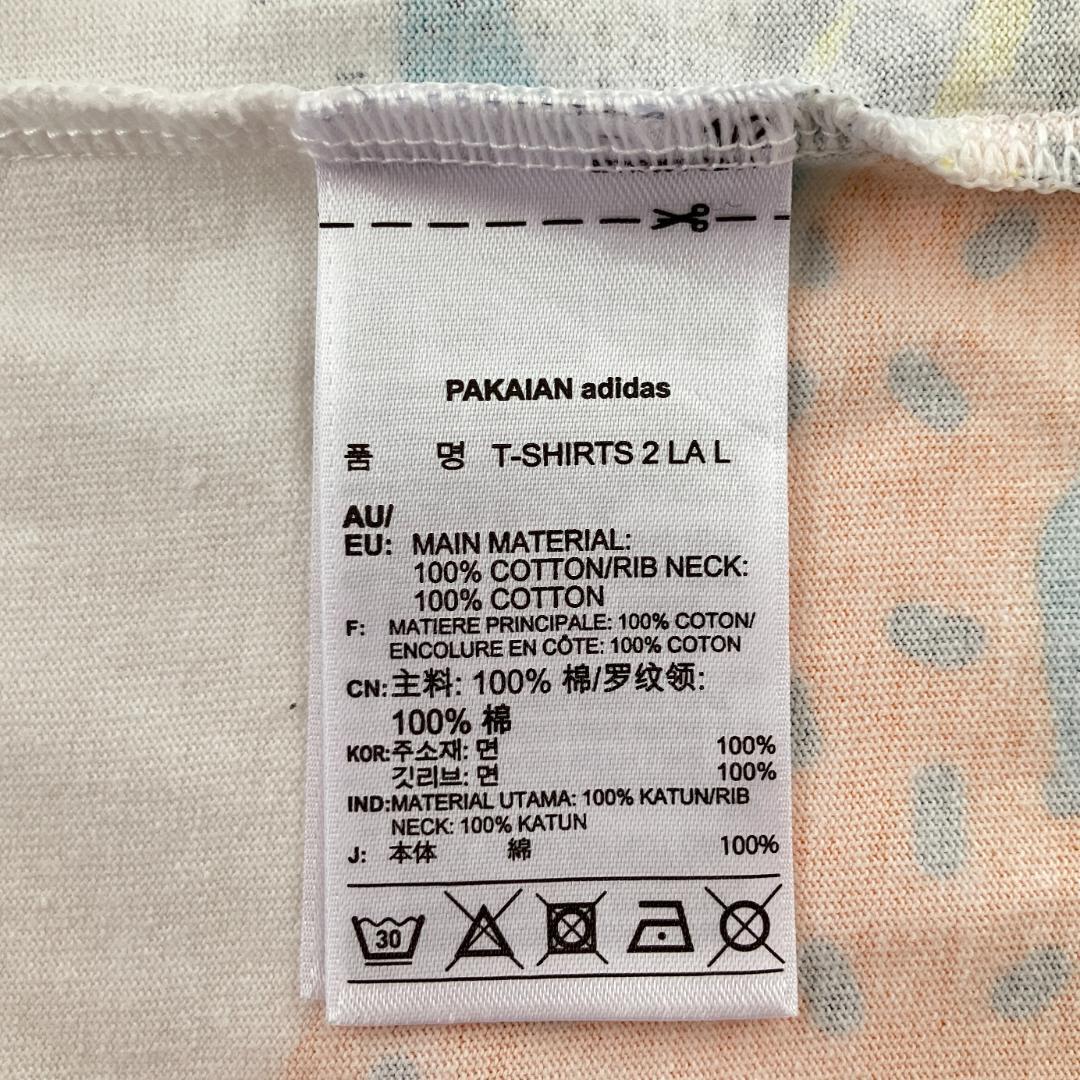 PAKAIAN adidas
품 명 T-SHIRTS 2 LA L
AU/
EU: MAIN MATERIAL:
100% COTTON/RIB NECK:
100% COTTON
F: MATIERE PRINCIPALE: 100% COTON/
ENCOLURE EN CÔTE: 100% COTON
CN: 主料: 100% 棉/罗纹领:
100% 棉
KOR: 주소재: 면 100%
깃리브: 면 100%
IND: MATERIAL UTAMA: 100% KATUN/RIB
NECK: 100% KATUN
J: 本体 綿 100%
30